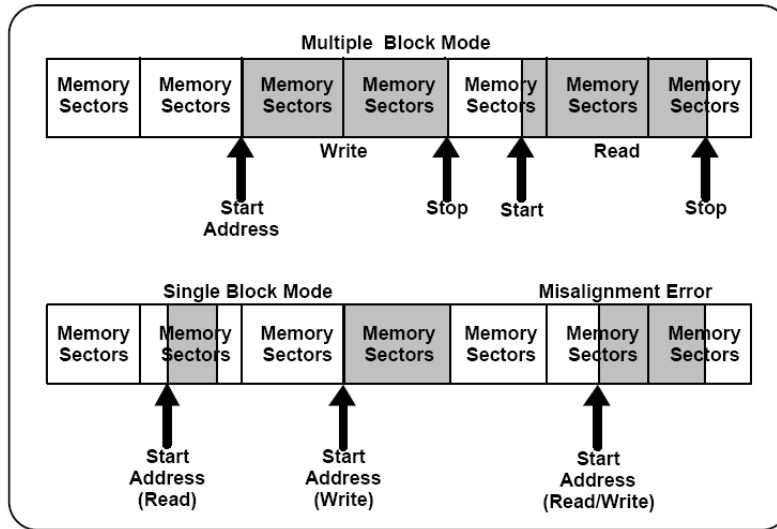 Multiple Block Mode
Memory Sectors Memory Sectors Memory Sectors Memory Sectors Memory Sectors Memory Sectors Memory Sectors
Write Read
Start Address Stop Start Stop
Single Block Mode Misalignment Error
Memory Sectors Memory Sectors Memory Sectors Memory Sectors Memory Sectors Memory Sectors Memory Sectors
Start Address (Read) Start Address (Write) Start Address (Read/Write)